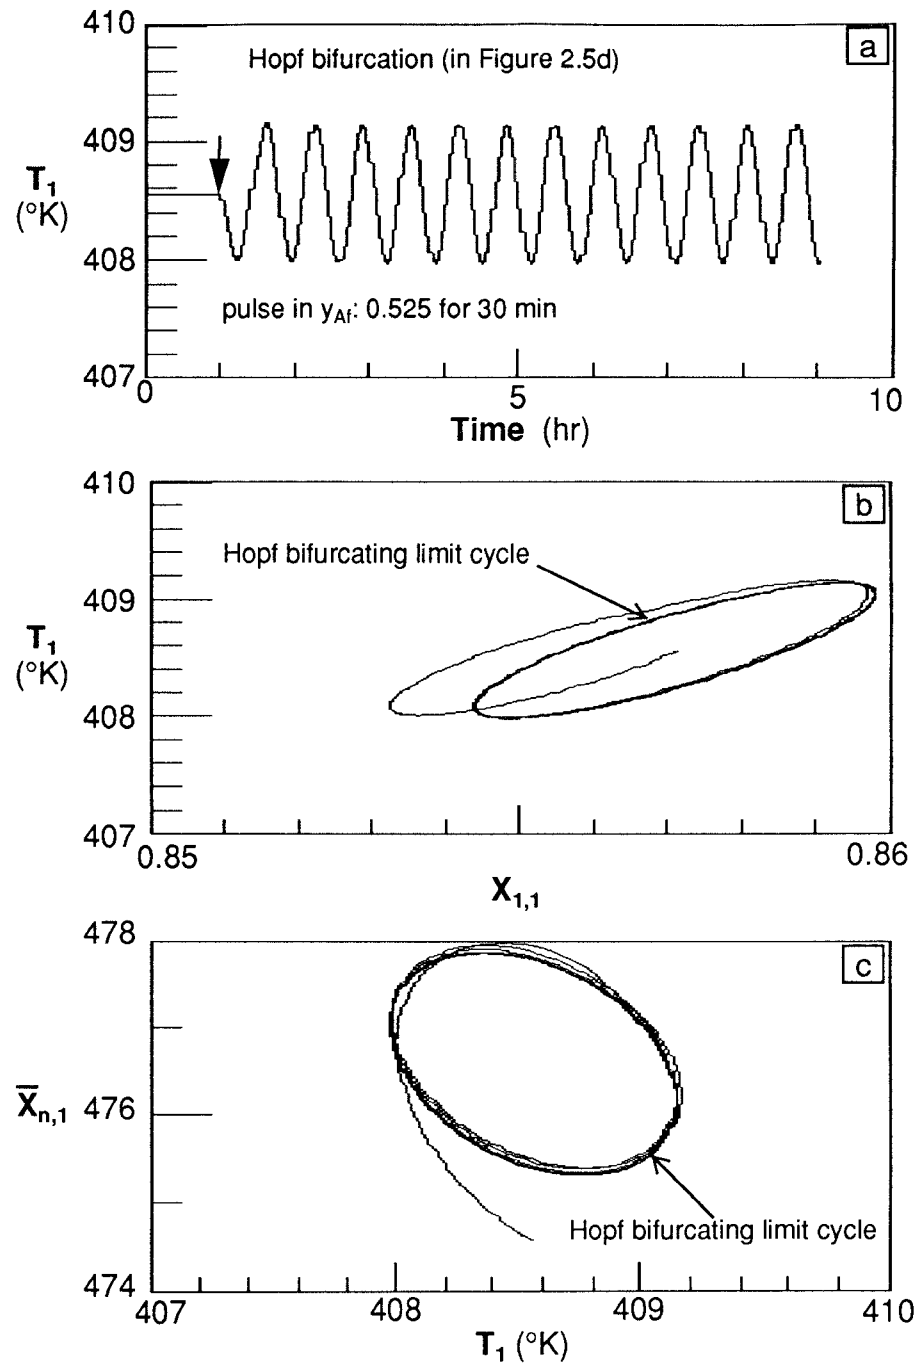 410
a
Hopf bifurcation (in Figure 2.5d)
409
T̅₁
(°K)
408
pulse in y_Af: 0.525 for 30 min
407
0
5
10
Time (hr)
410
b
Hopf bifurcating limit cycle
409
T₁
(°K)
408
407
0.85
0.86
X₁,₁
478
c
X̅n,1
476
Hopf bifurcating limit cycle
474
407
408
409
410
T₁ (°K)